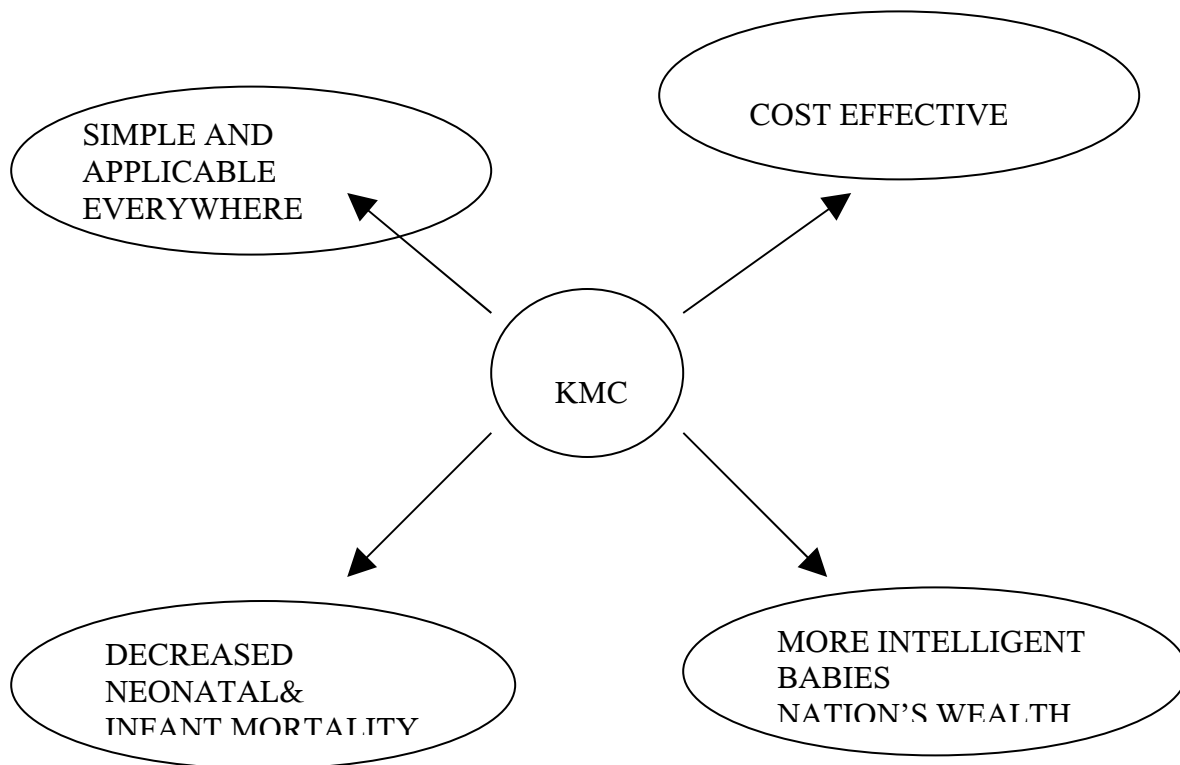 SIMPLE AND
APPLICABLE
EVERYWHERE
COST EFFECTIVE
KMC
DECREASED
NEONATAL&
INFANT MORTALITY
MORE INTELLIGENT
BABIES
NATION'S WEALTH